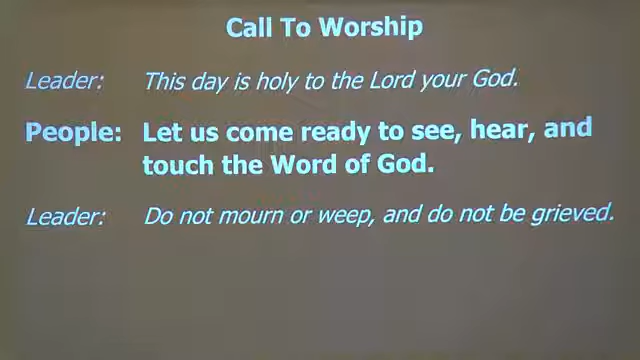 Call To Worship
Leader: This day is holy to the Lord your God.
People: Let us come ready to see, hear, and
touch the Word of God.
Leader: Do not mourn or weep, and do not be grieved.